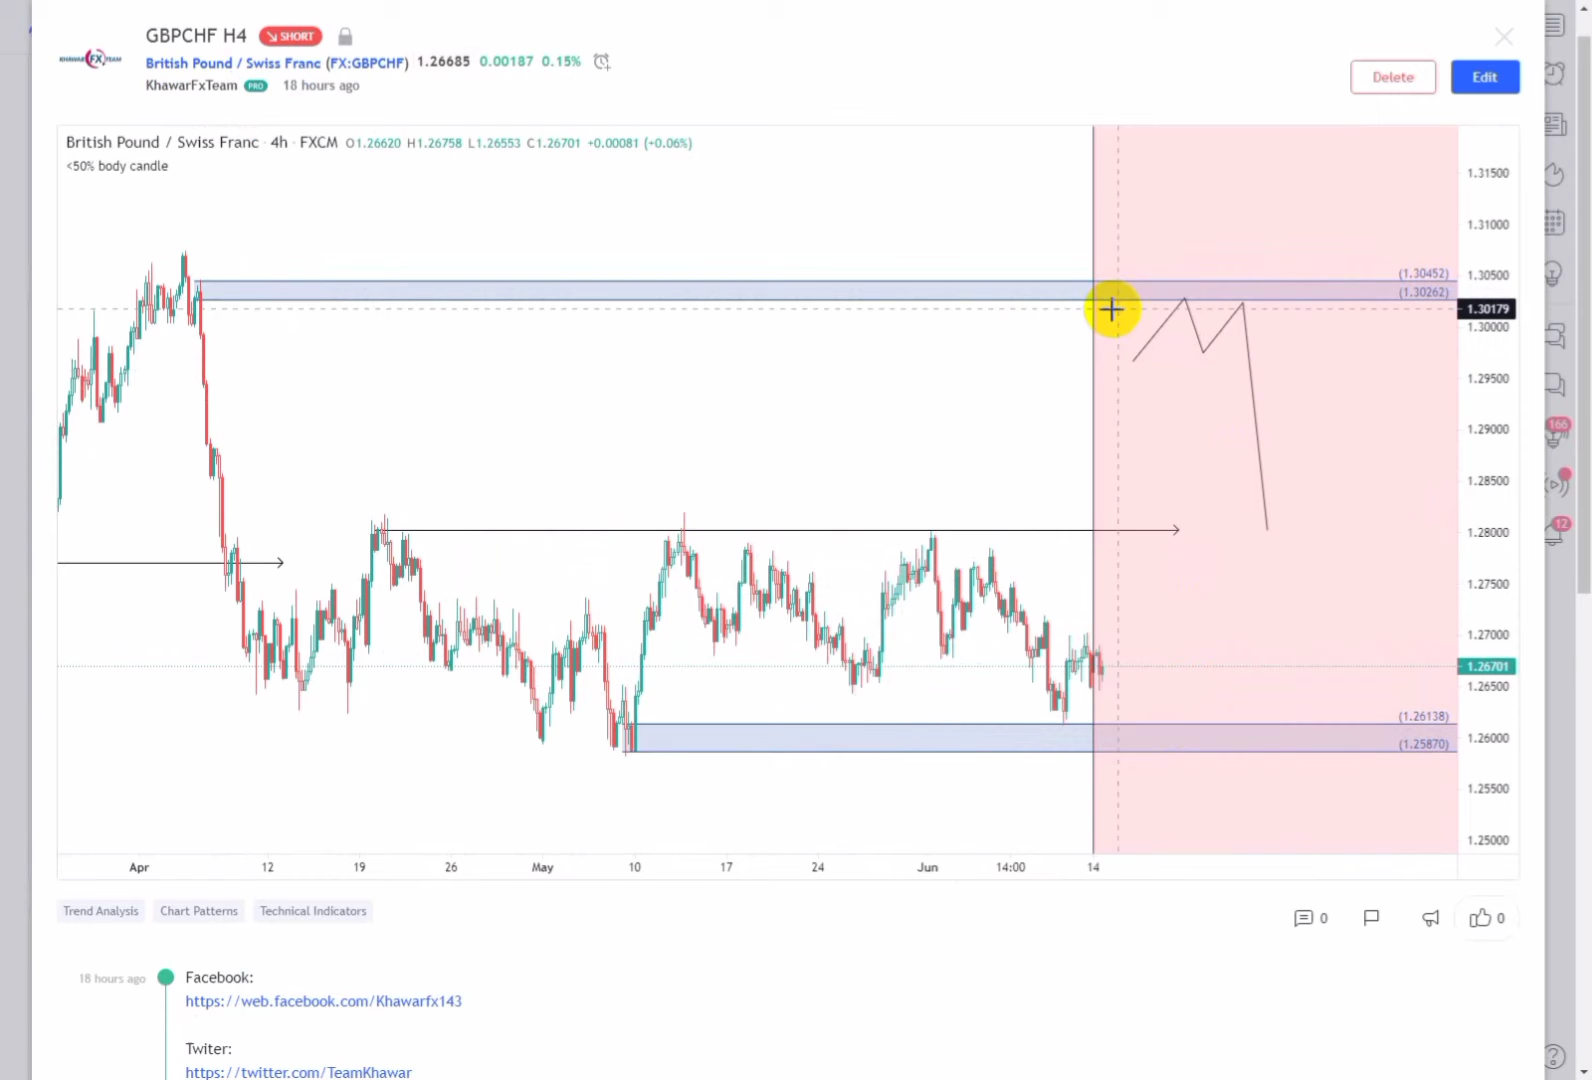 GBPCHF H4 SHORT
KHAWAR FX TEAM
British Pound / Swiss Franc (FX:GBPCHF) 1.26685 0.00187 0.15%
KhawarFxTeam PRO 18 hours ago
Delete Edit
British Pound / Swiss Franc · 4h · FXCM O1.26620 H1.26758 L1.26553 C1.26701 +0.00081 (+0.06%)
<50% body candle
1.31500
1.31000
(1.30452) 1.30500
(1.30262)
1.30179
1.30000
1.29500
1.29000
166
1.28500
12
1.28000
1.27500
1.27000
1.26701
1.26500
(1.26138)
1.26000
(1.25870)
1.25500
1.25000
Apr 12 19 26 May 10 17 24 Jun 14:00 14
Trend Analysis Chart Patterns Technical Indicators
0 0
18 hours ago Facebook:
https://web.facebook.com/Khawarfx143
Twiter:
https://twitter.com/TeamKhawar